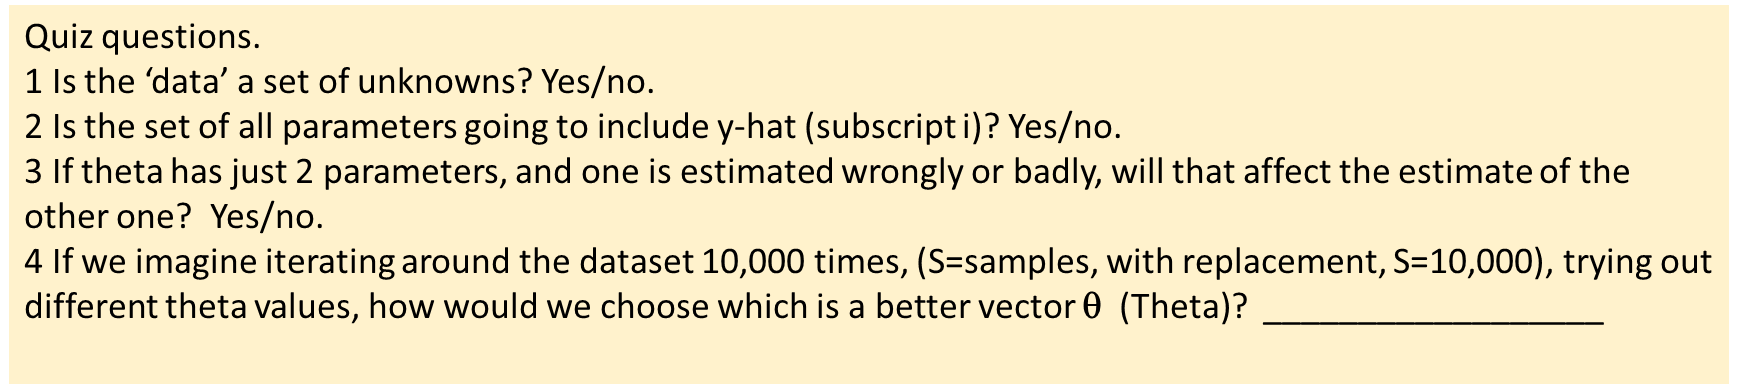 Quiz questions.
1 Is the ‘data’ a set of unknowns? Yes/no.
2 Is the set of all parameters going to include y-hat (subscript i)? Yes/no.
3 If theta has just 2 parameters, and one is estimated wrongly or badly, will that affect the estimate of the
other one?  Yes/no.
4 If we imagine iterating around the dataset 10,000 times, (S=samples, with replacement, S=10,000), trying out
different theta values, how would we choose which is a better vector θ  (Theta)? __________________